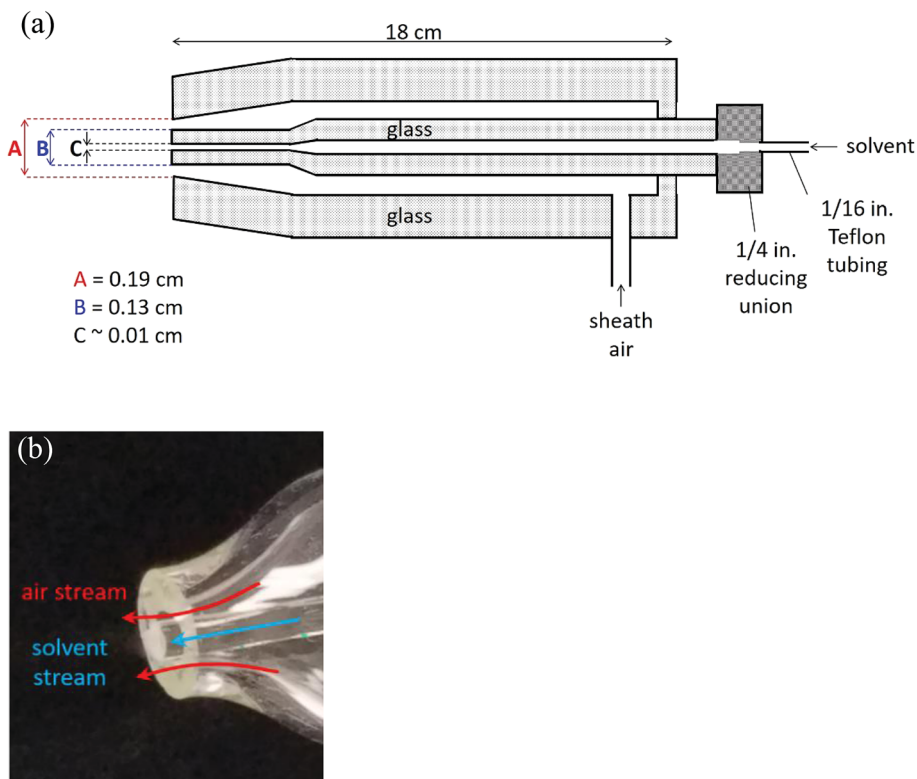 (a)
18 cm
glass
A
B
C
solvent
glass
1/16 in.
Teflon
tubing
1/4 in.
reducing
union
A = 0.19 cm
B = 0.13 cm
C ~ 0.01 cm
sheath
air
(b)
air stream
solvent
stream